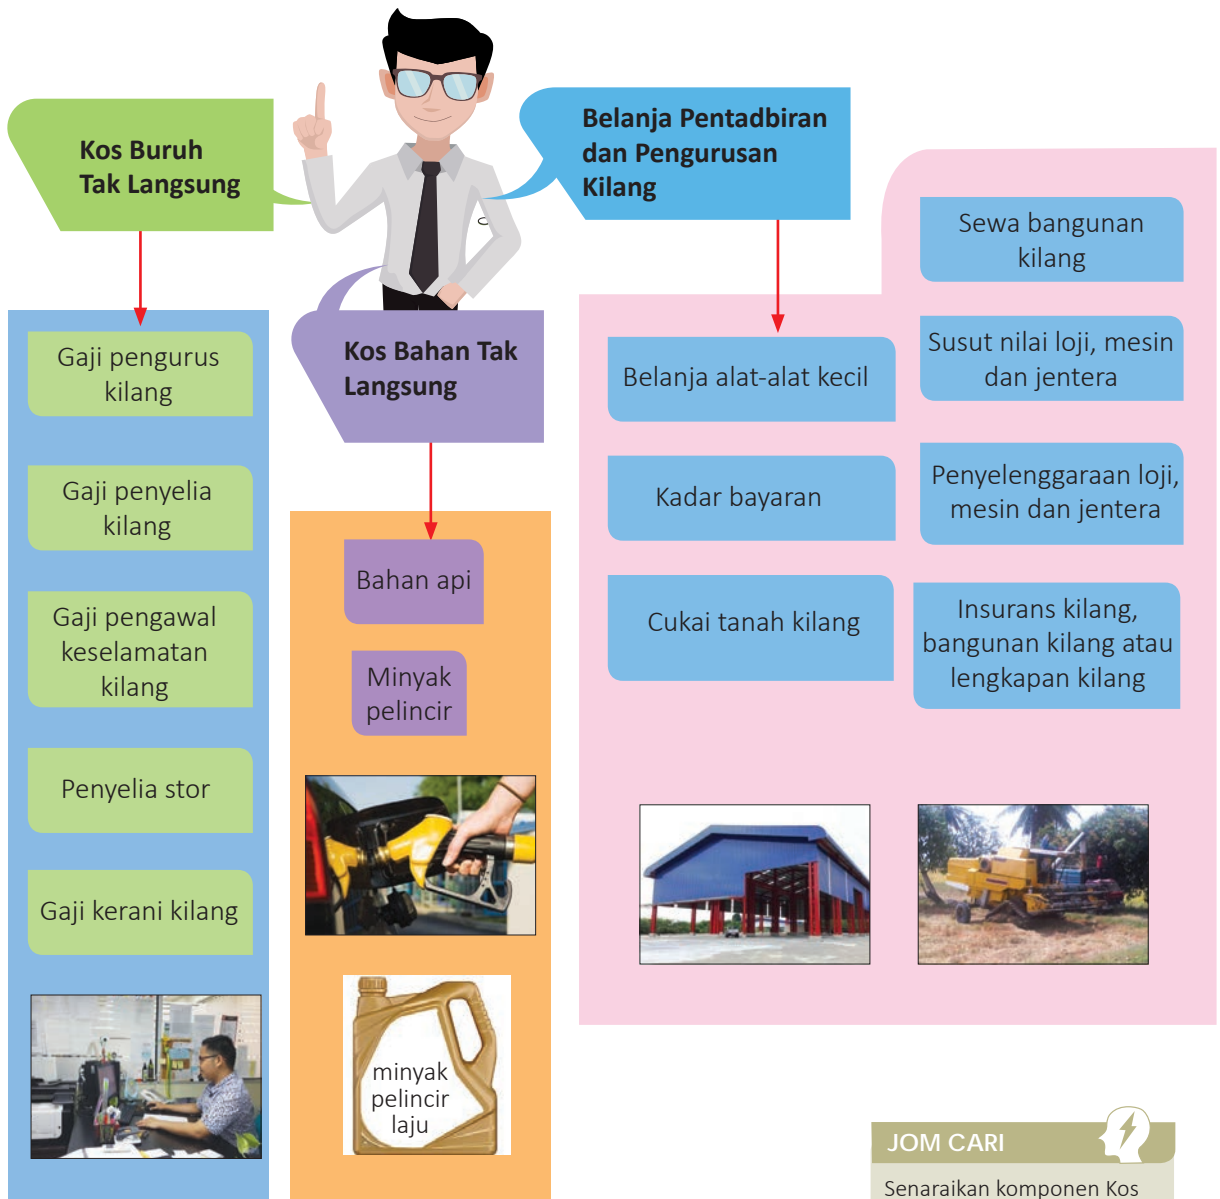 Kos Buruh
Tak Langsung
Belanja Pentadbiran
dan Pengurusan
Kilang
Kos Bahan Tak
Langsung
Gaji pengurus
kilang
Gaji penyelia
kilang
Gaji pengawal
keselamatan
kilang
Penyelia stor
Gaji kerani kilang
Bahan api
Minyak
pelincir
minyak
pelincir
laju
Belanja alat-alat kecil
Kadar bayaran
Cukai tanah kilang
Sewa bangunan
kilang
Susut nilai loji, mesin
dan jentera
Penyelenggaraan loji,
mesin dan jentera
Insurans kilang,
bangunan kilang atau
lengkapan kilang
JOM CARI
Senaraikan komponen Kos